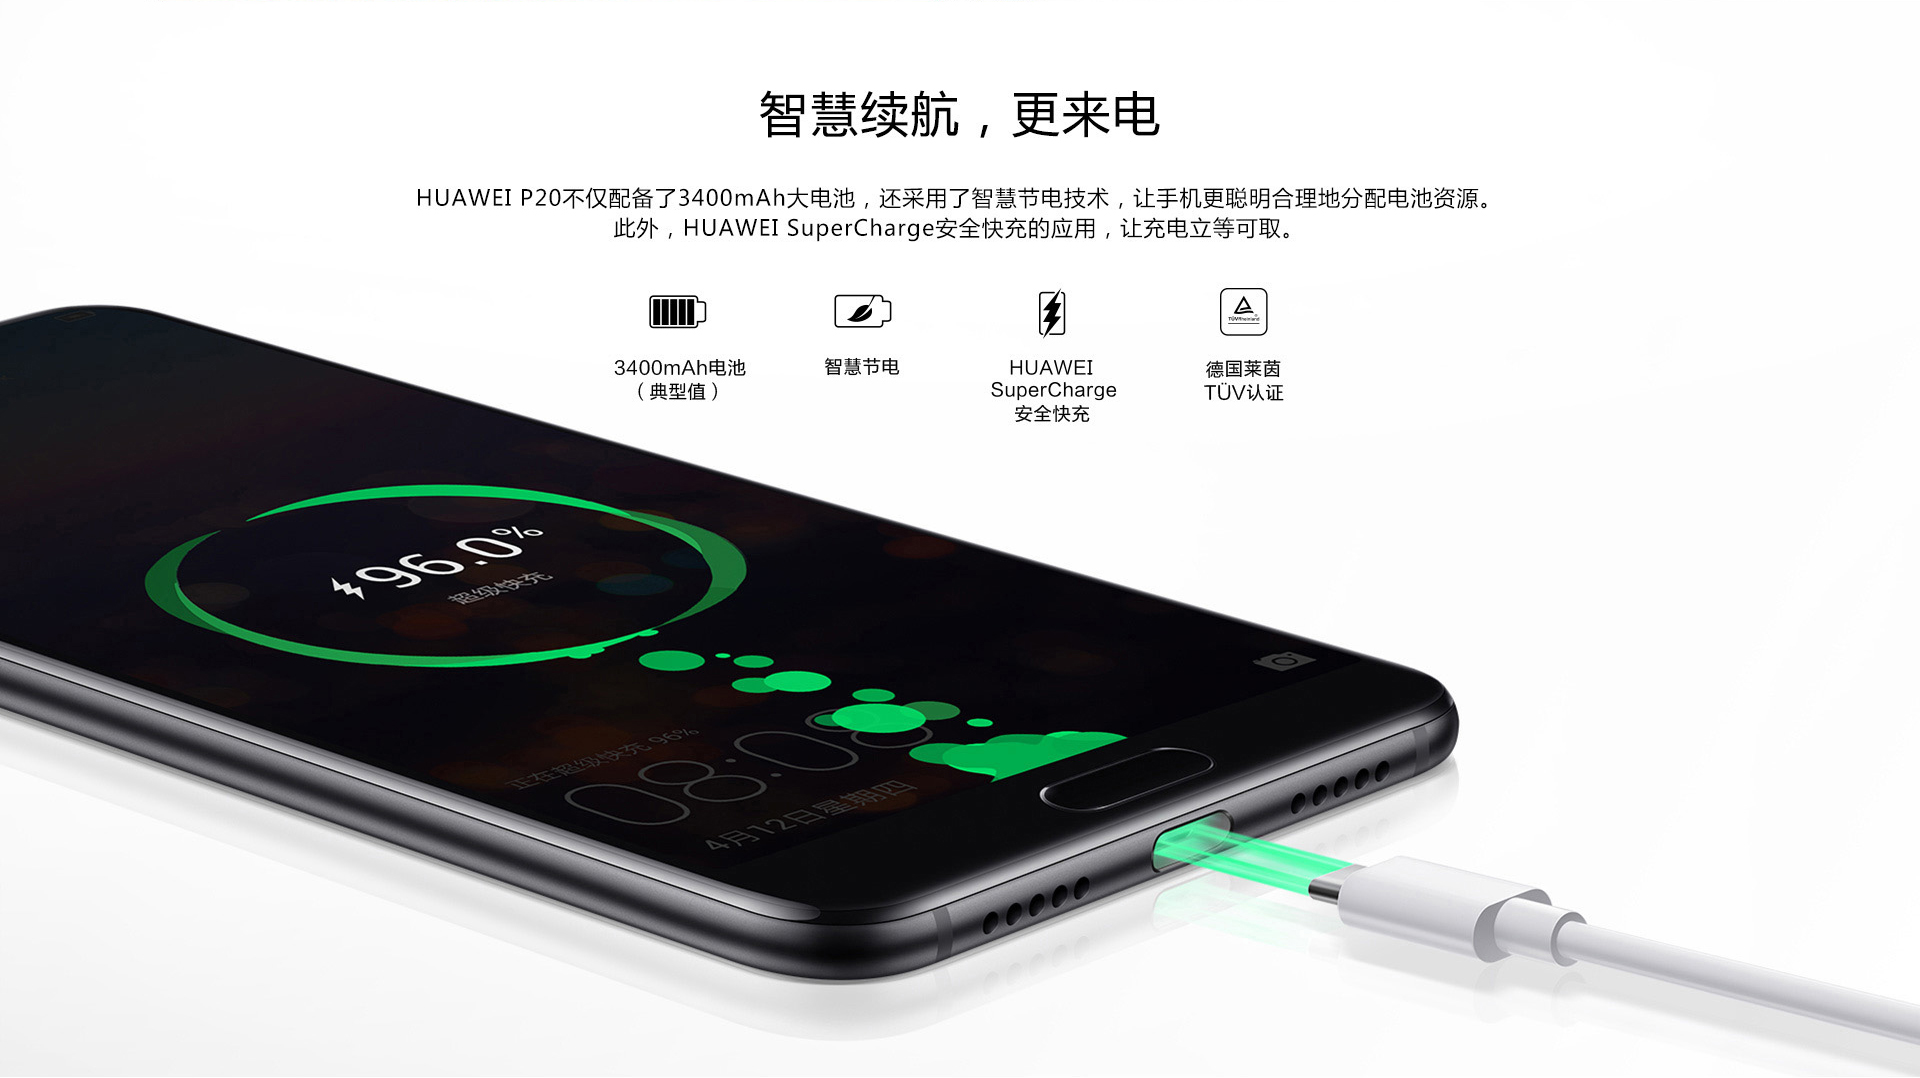 智慧续航，更来电
HUAWEI P20不仅配备了3400mAh大电池，还采用了智慧节电技术，让手机更聪明合理地分配电池资源。
此外，HUAWEI SuperCharge安全快充的应用，让充电立等可取。
TÜVRheinland
3400mAh电池
（典型值）
智慧节电
HUAWEI
SuperCharge
安全快充
德国莱茵
TÜV认证
96.0%
超级快充
正在超级快充 96%
08:08
4月12日星期四